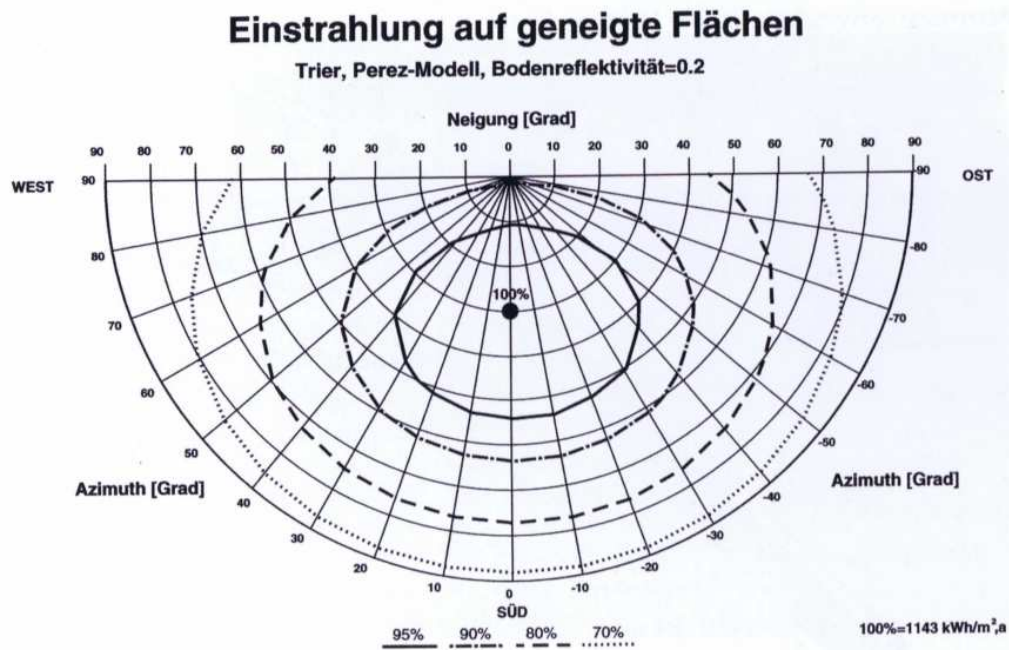 Einstrahlung auf geneigte Flächen
Trier, Perez-Modell, Bodenreflektivität=0.2
Neigung [Grad]
90 80 70 60 50 40 30 20 10 0 10 20 30 40 50 60 70 80 90
WEST 90 -90 OST
80 -80
100%
70 -70
60 -60
50 -50
Azimuth [Grad] Azimuth [Grad]
40 -40
30 -30
20 -20
10 -10
0
SÜD
95% 90% 80% 70%
100%=1143 kWh/m²,a